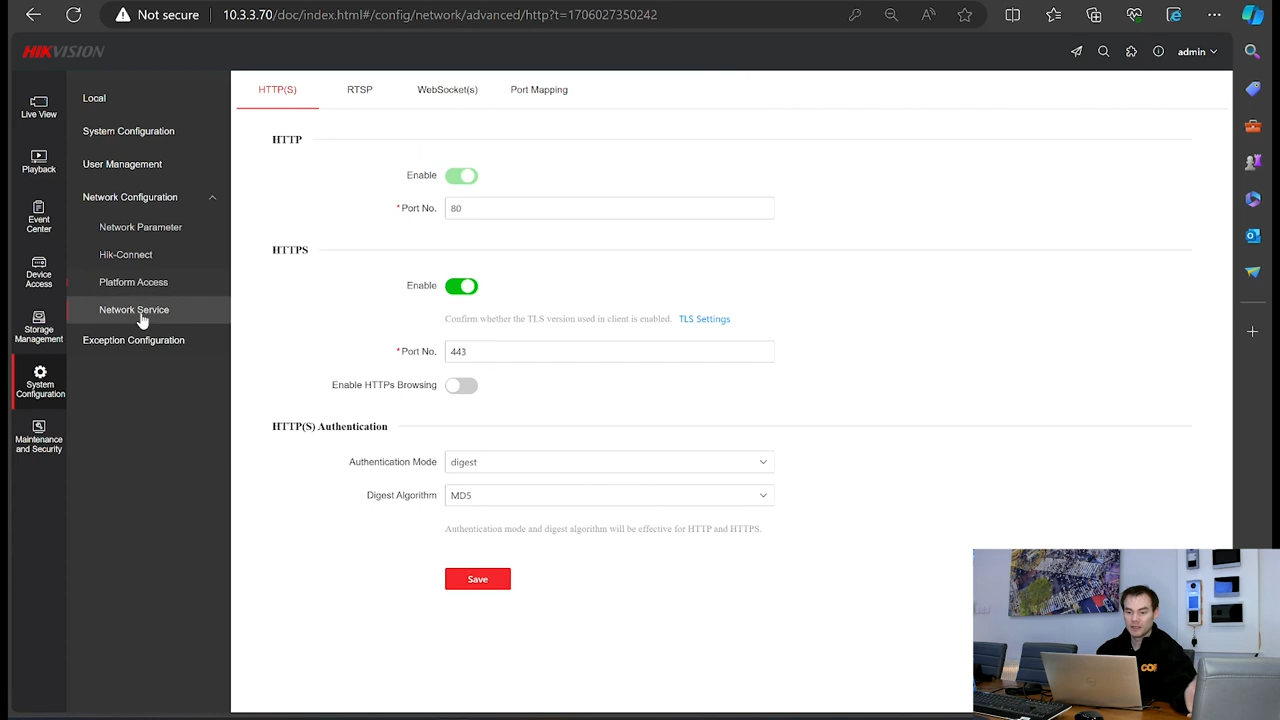 Not secure
10.3.3.70/doc/index.html#/config/network/advanced/http?t=1706027350242
HIKVISION
admin
Live View
Playback
Event Center
Device Access
Storage Management
System Configuration
Maintenance and Security
Local
System Configuration
User Management
Network Configuration
Network Parameter
Hik-Connect
Platform Access
Network Service
Exception Configuration
HTTP(S)
RTSP
WebSocket(s)
Port Mapping
HTTP
Enable
*Port No. 80
HTTPS
Enable
Confirm whether the TLS version used in client is enabled. TLS Settings
*Port No. 443
Enable HTTPs Browsing
HTTP(S) Authentication
Authentication Mode digest
Digest Algorithm MD5
Authentication mode and digest algorithm will be effective for HTTP and HTTPS.
Save